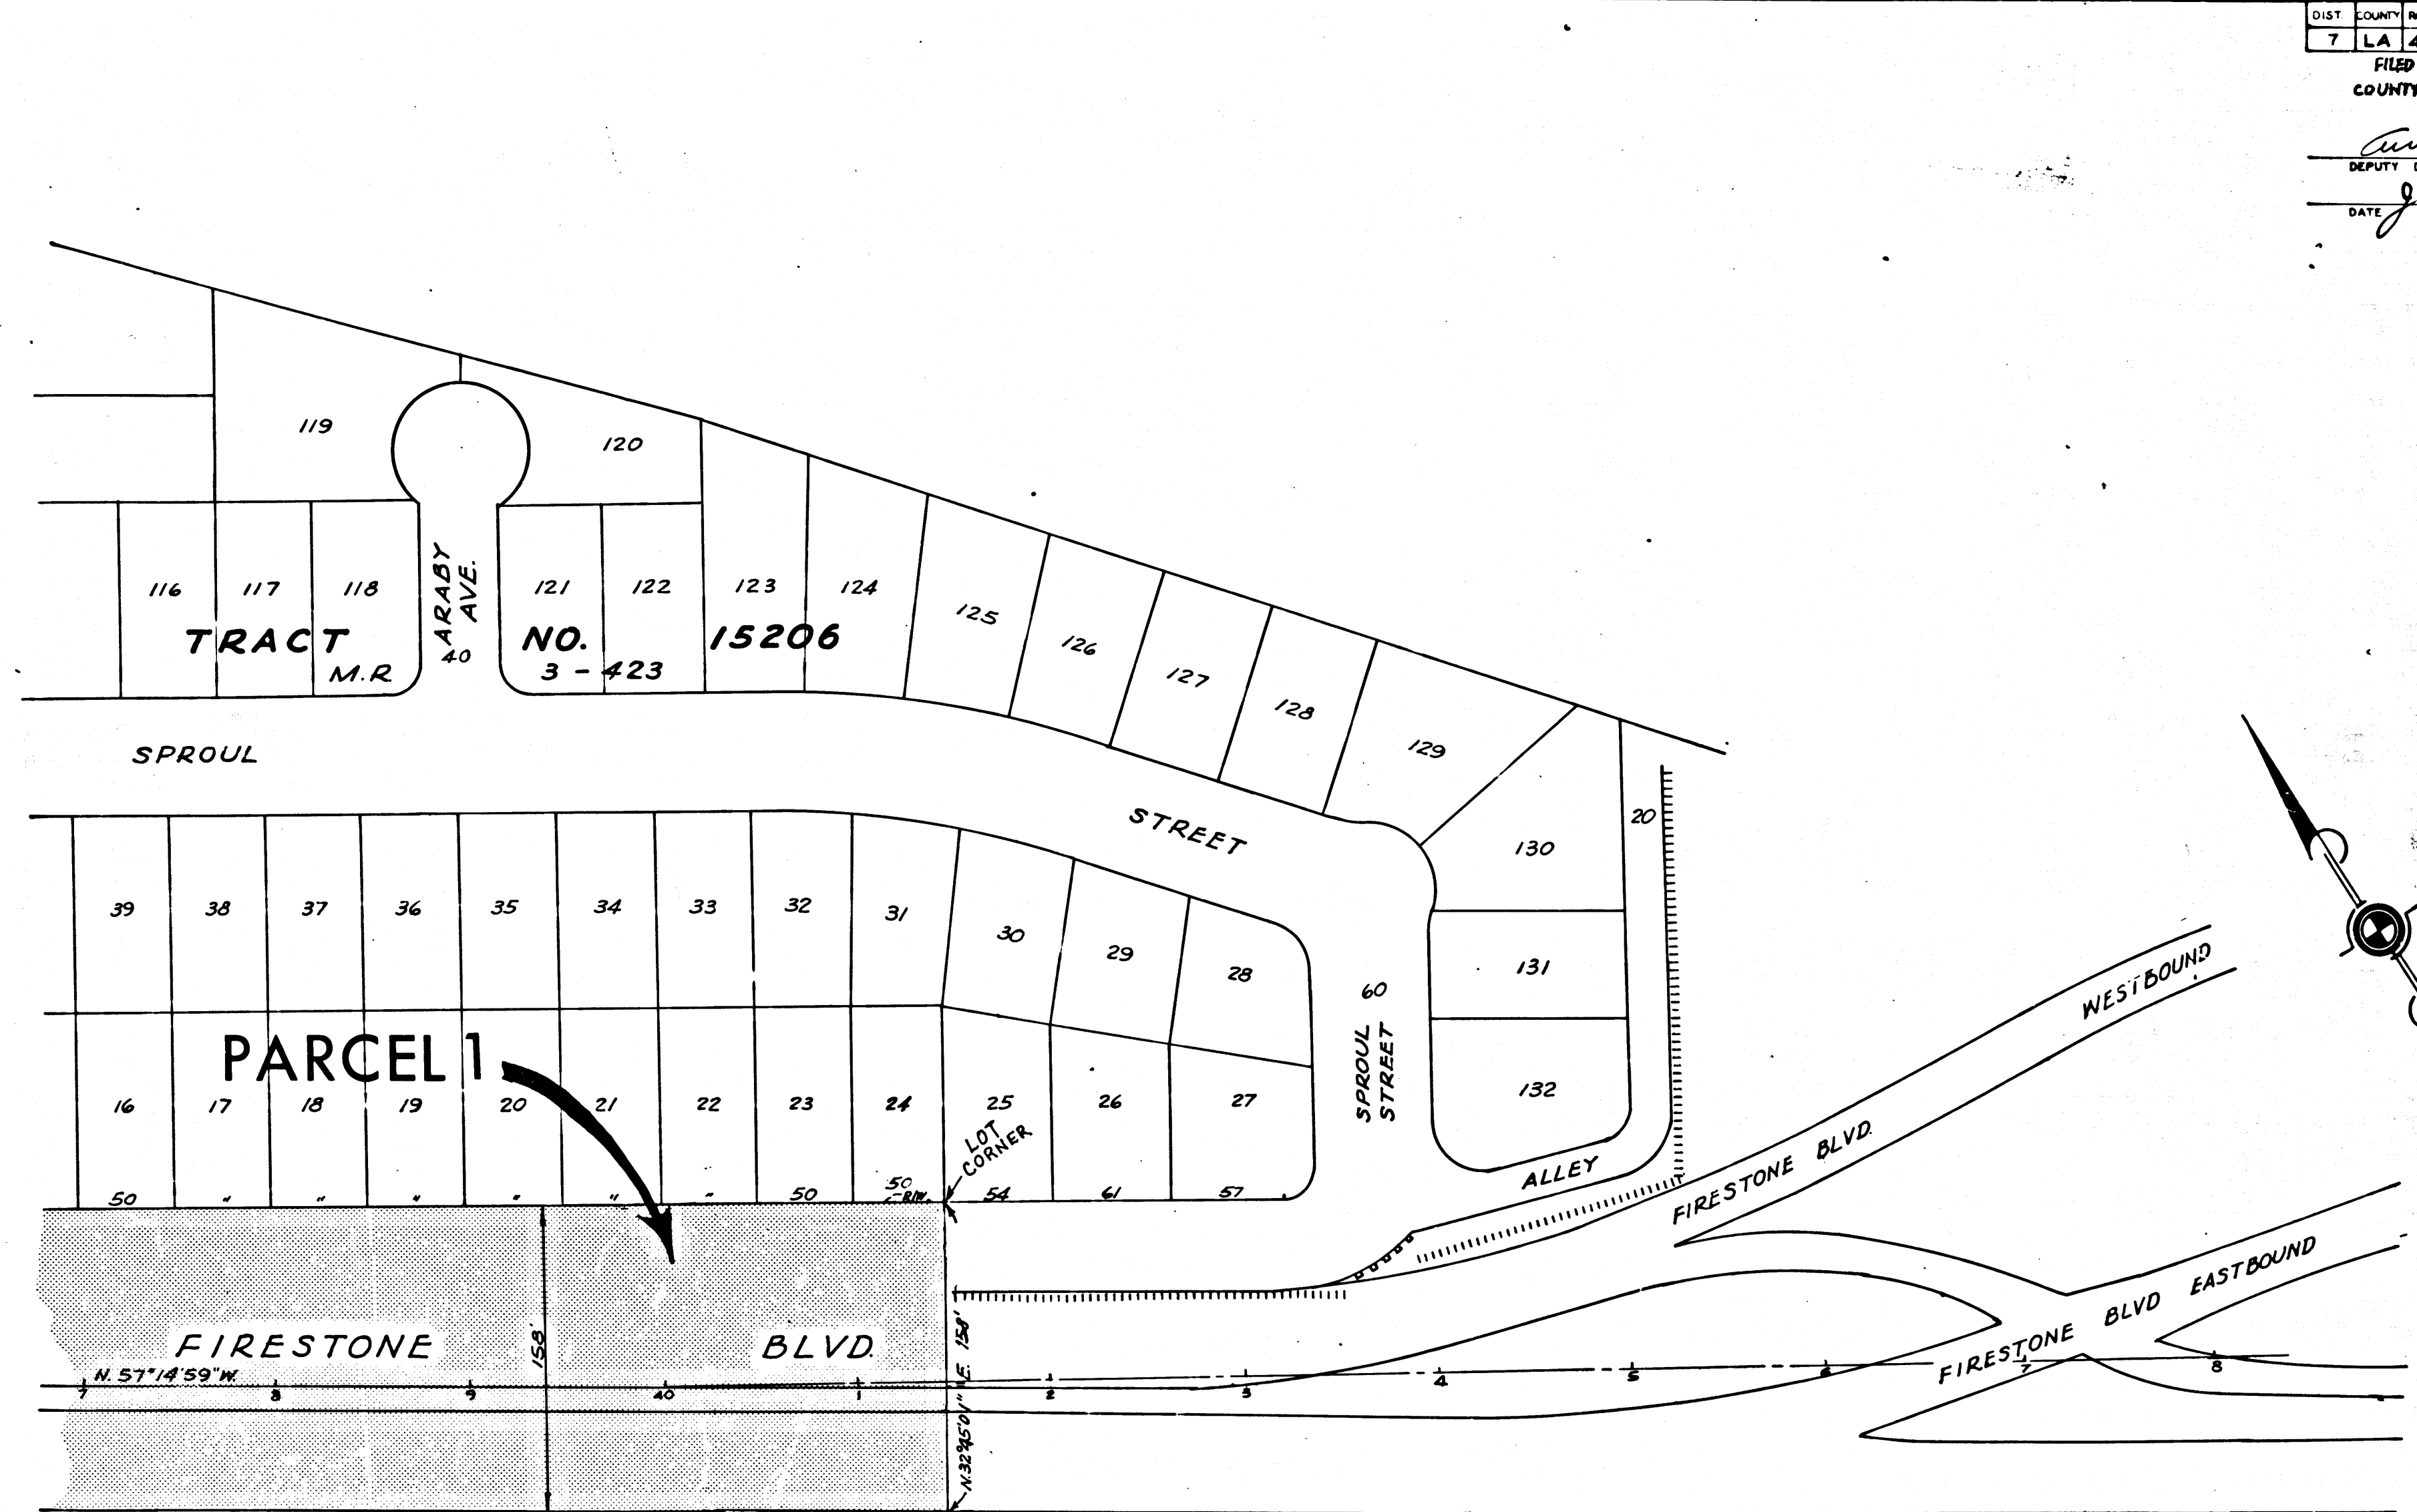 DIST. COUNTY
7 LA
FILED
COUNTY
DEPUTY
DATE
119
120
116 117 118
ARABY
AVE.
40
121 122 123 124
125
126
127
128
129
TRACT NO. 15206
M.R. 3 - 423
SPROUL
STREET
130
20
39 38 37 36 35 34 33 32 31
30
29
28
60
SPROUL
STREET
131
132
WESTBOUND
PARCEL 1
16 17 18 19 20 21 22 23 24 25 26 27
LOT
CORNER
50 " " " " " " 50 50 54 61 57
R/W.
ALLEY
FIRESTONE BLVD.
FIRESTONE BLVD EASTBOUND
158'
FIRESTONE BLVD.
N. 57°14'59" W.
N.32°45'01" E. 158'
7 8 9 40 1 2 3 4 5 6 7 8